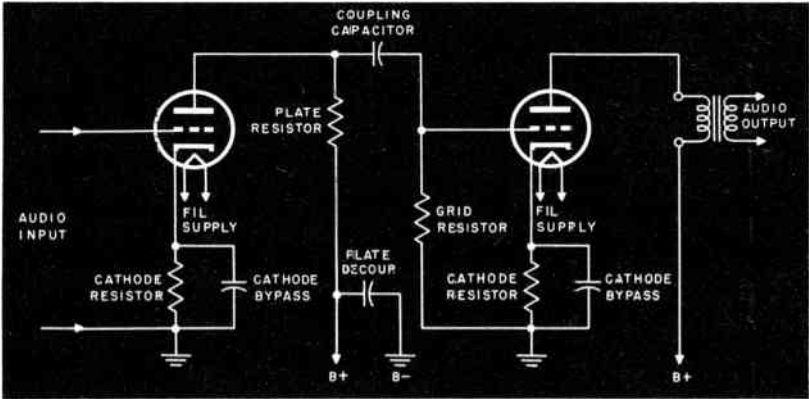 COUPLING
CAPACITOR
PLATE
RESISTOR
AUDIO
OUTPUT
FIL
SUPPLY
GRID
RESISTOR
FIL
SUPPLY
AUDIO
INPUT
PLATE
DECOUP.
CATHODE
RESISTOR
CATHODE
BYPASS
CATHODE
RESISTOR
CATHODE
BYPASS
B+
B-
B+